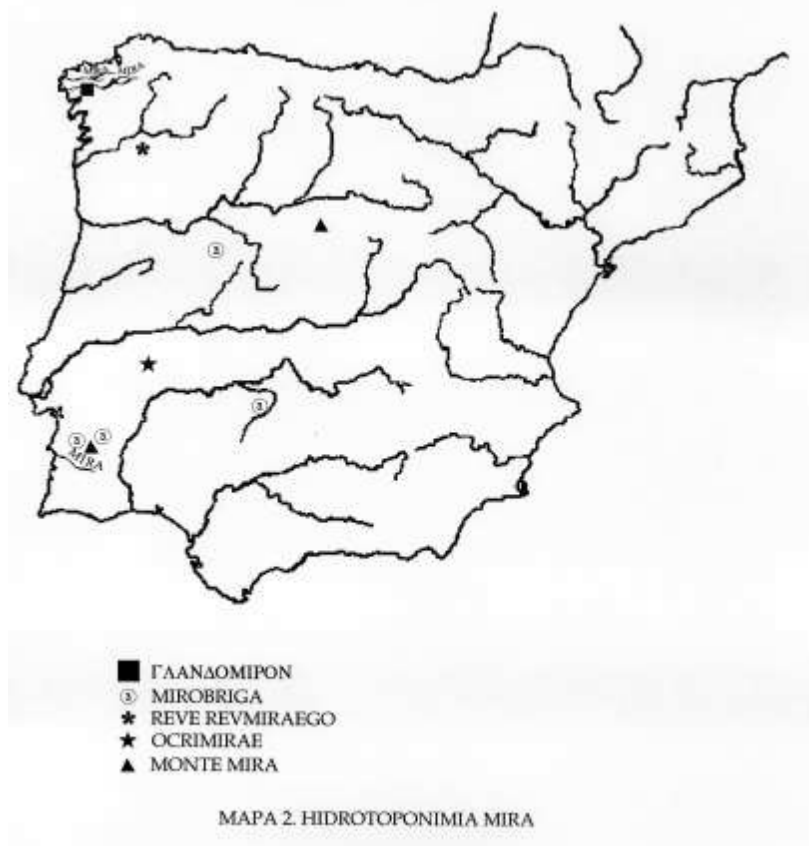 MIRA
MIRA
ΓΛΑΝΔΟΜΙΡΟΝ
MIROBRIGA
REVE REVMIRAEGO
OCRIMIRAE
MONTE MIRA
MAPA 2. HIDROTOPONIMIA MIRA